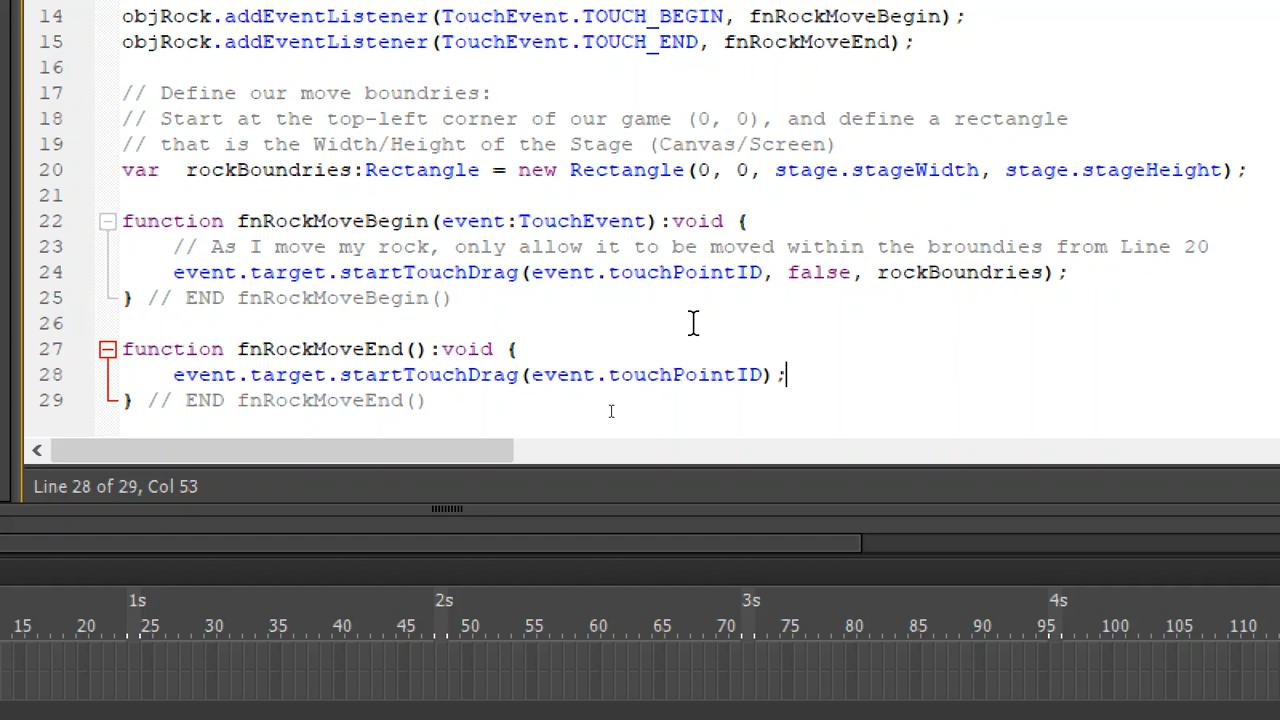 14 objRock.addEventListener(TouchEvent.TOUCH_BEGIN, fnRockMoveBegin);
15 objRock.addEventListener(TouchEvent.TOUCH_END, fnRockMoveEnd);
16
17 // Define our move boundries:
18 // Start at the top-left corner of our game (0, 0), and define a rectangle
19 // that is the Width/Height of the Stage (Canvas/Screen)
20 var  rockBoundries:Rectangle = new Rectangle(0, 0, stage.stageWidth, stage.stageHeight);
21
22 function fnRockMoveBegin(event:TouchEvent):void {
23     // As I move my rock, only allow it to be moved within the broundies from Line 20
24     event.target.startTouchDrag(event.touchPointID, false, rockBoundries);
25 } // END fnRockMoveBegin()
26
27 function fnRockMoveEnd():void {
28     event.target.startTouchDrag(event.touchPointID);
29 } // END fnRockMoveEnd()
Line 28 of 29, Col 53
1s 2s 3s 4s
15 20 25 30 35 40 45 50 55 60 65 70 75 80 85 90 95 100 105 110